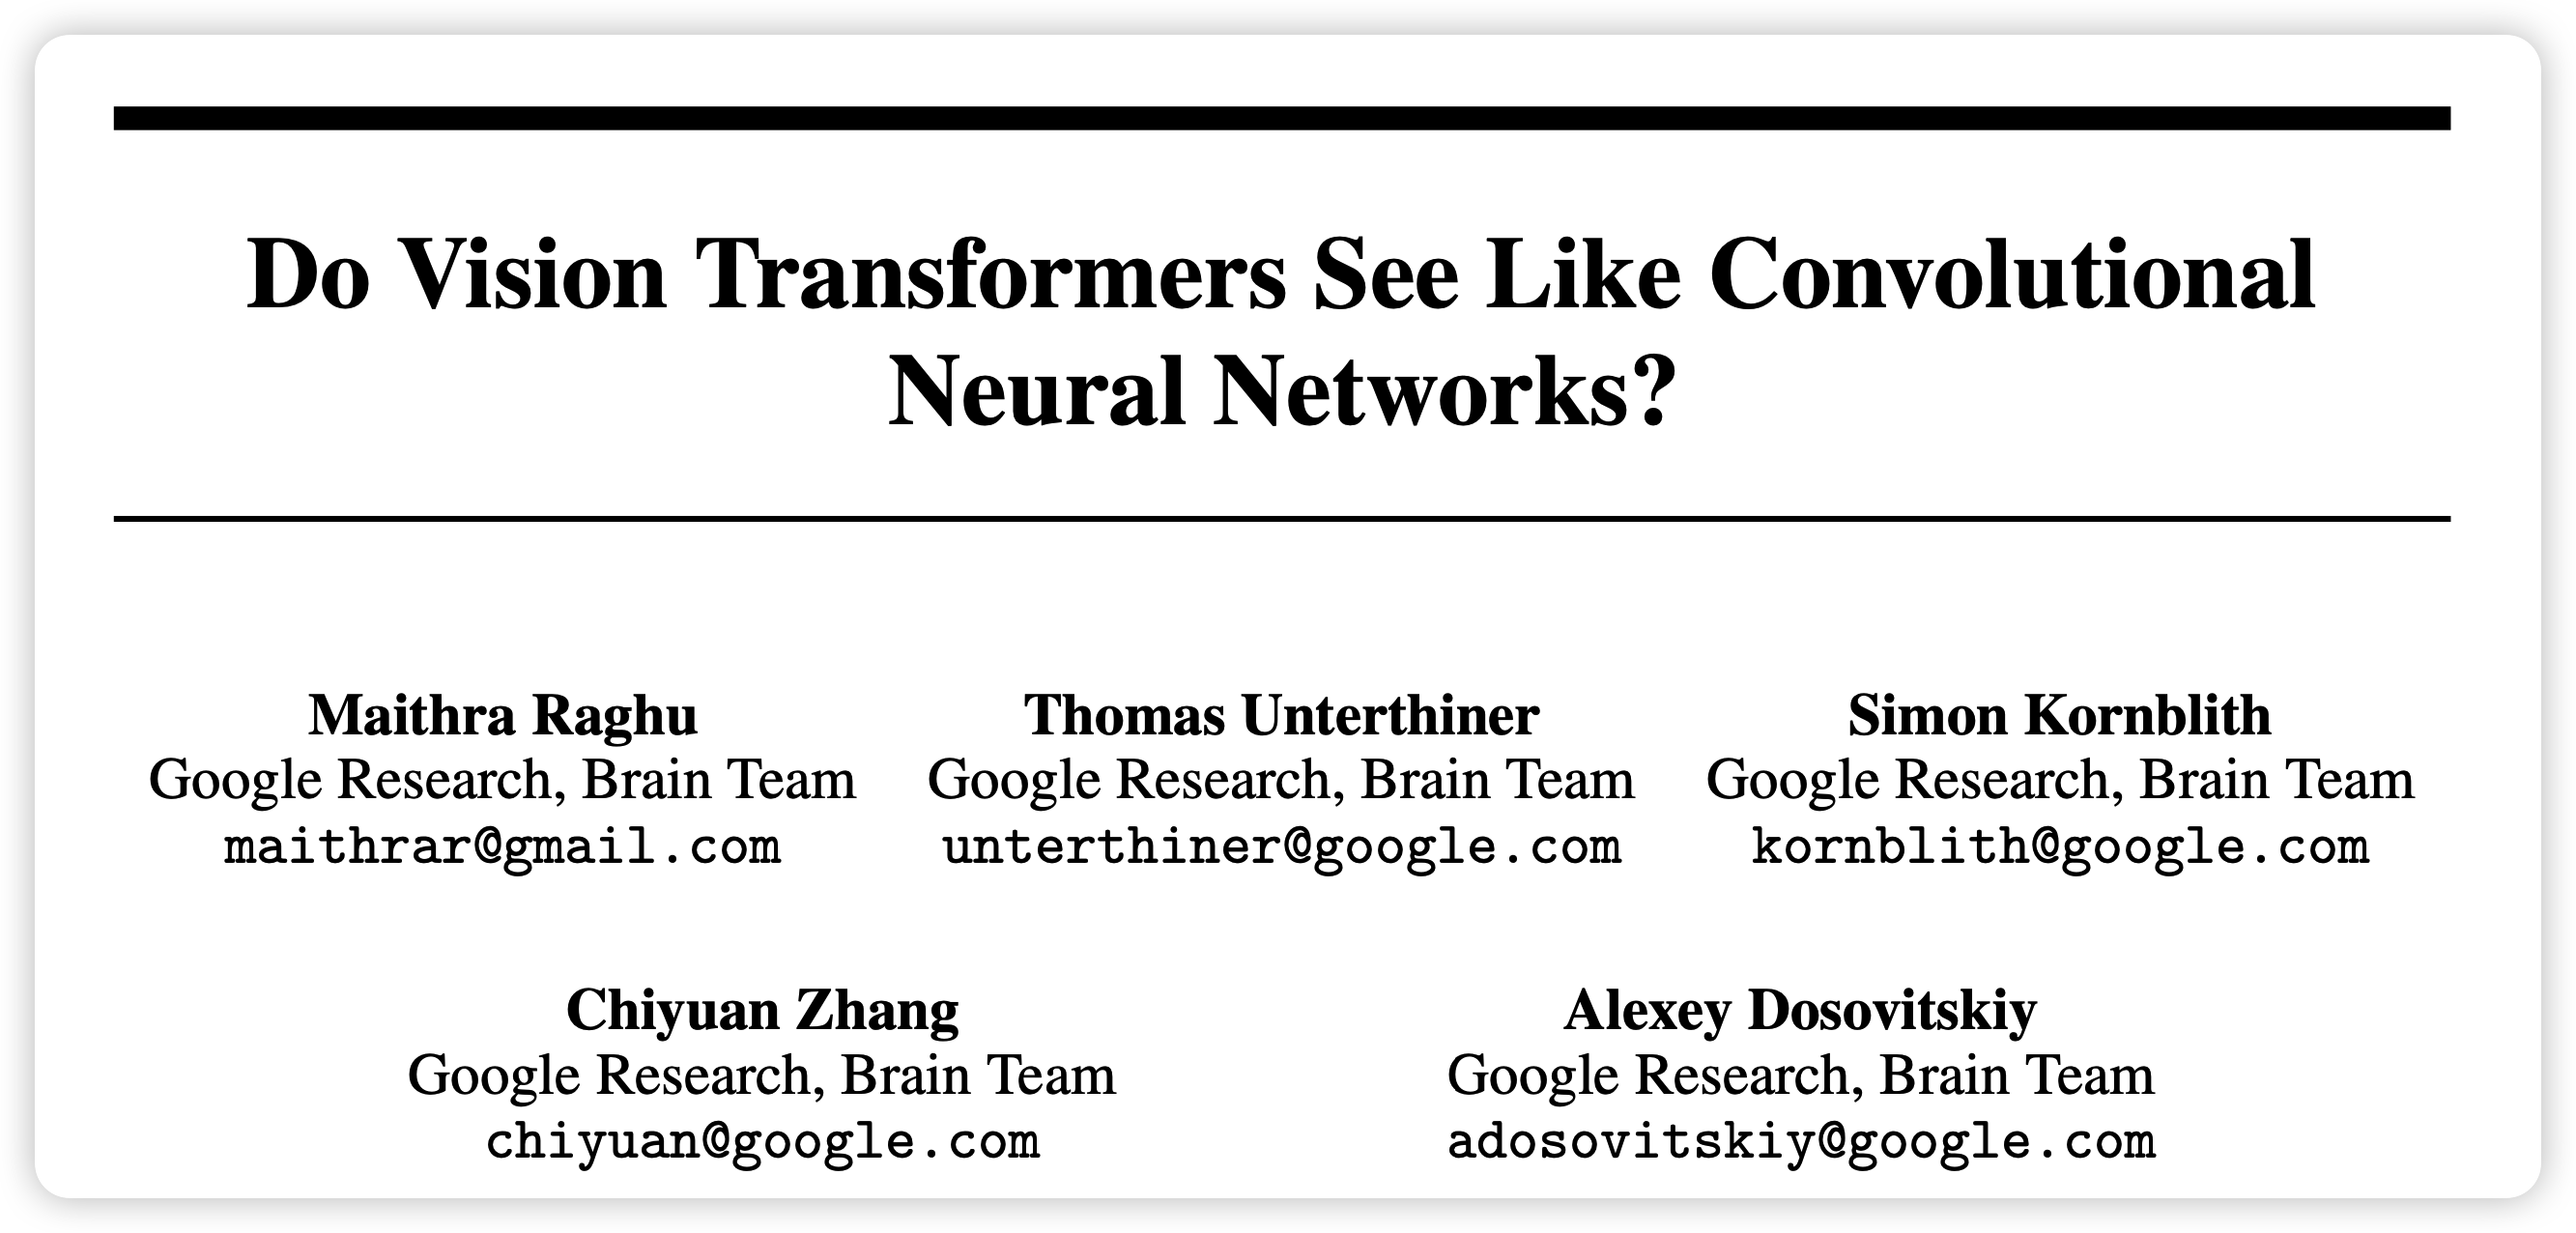 Do Vision Transformers See Like Convolutional
Neural Networks?
Maithra Raghu
Google Research, Brain Team
maithrar@gmail.com
Thomas Unterthiner
Google Research, Brain Team
unterthiner@google.com
Simon Kornblith
Google Research, Brain Team
kornblith@google.com
Chiyuan Zhang
Google Research, Brain Team
chiyuan@google.com
Alexey Dosovitskiy
Google Research, Brain Team
adosovitskiy@google.com